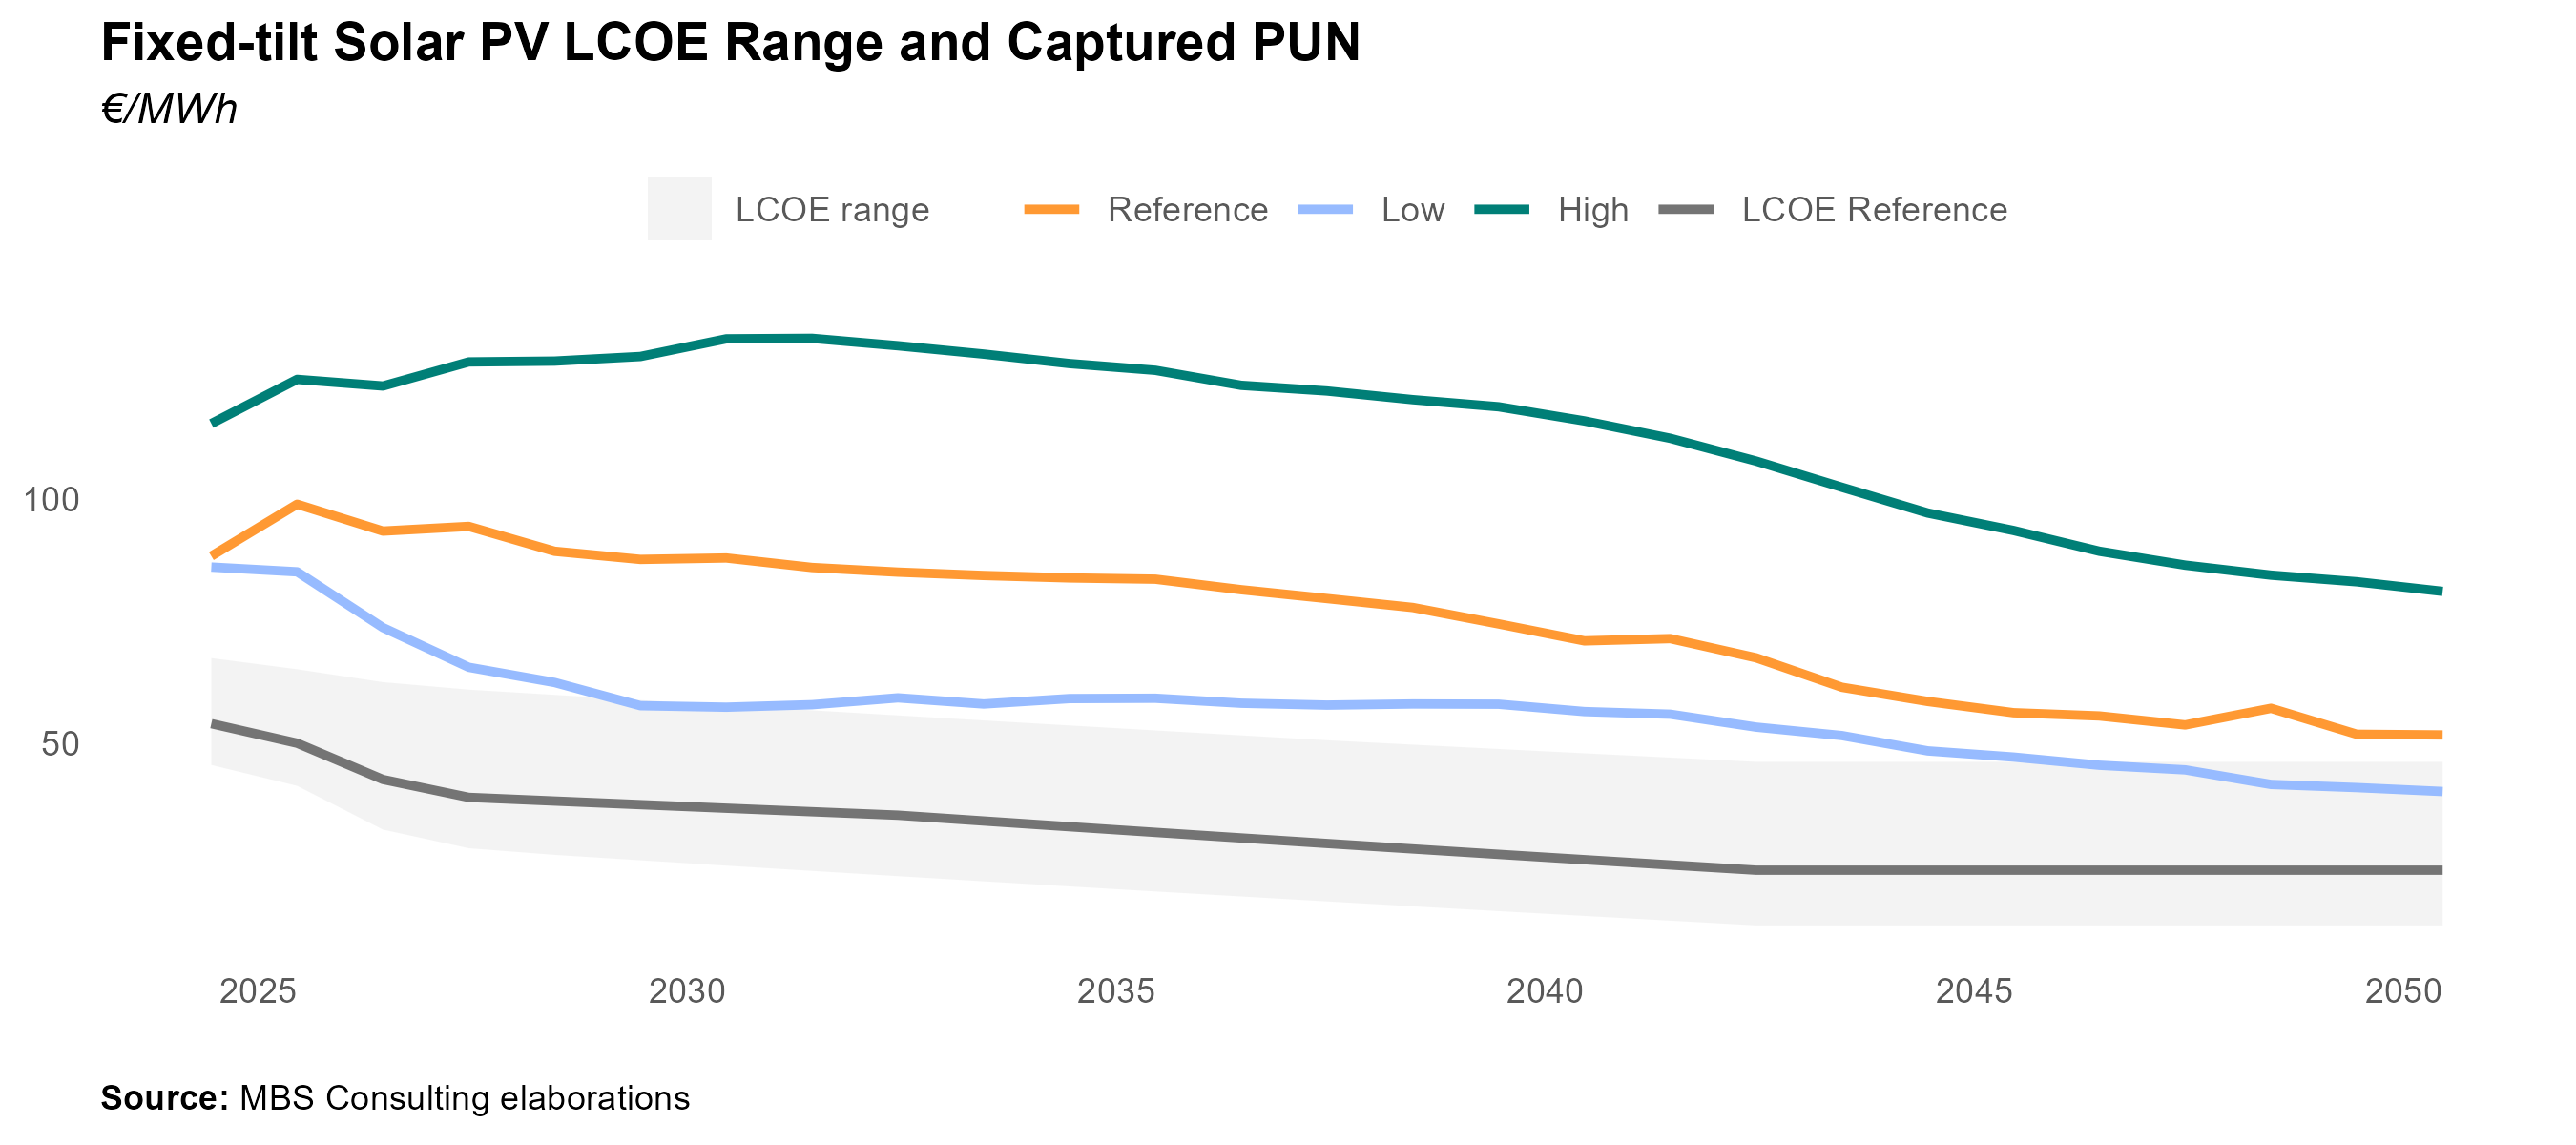 Fixed-tilt Solar PV LCOE Range and Captured PUN
€/MWh
LCOE range Reference Low High LCOE Reference
100
50
2025 2030 2035 2040 2045 2050
Source: MBS Consulting elaborations